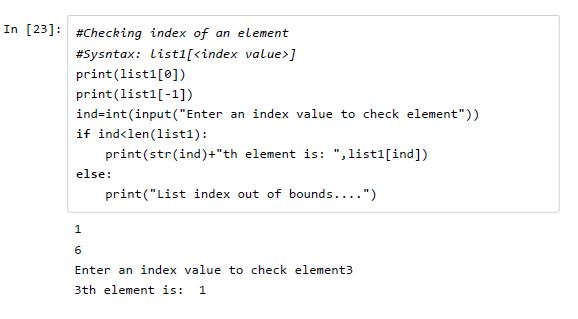 In [23]: #Checking index of an element
#Sysntax: list1[<index value>]
print(list1[0])
print(list1[-1])
ind=int(input("Enter an index value to check element"))
if ind<len(list1):
    print(str(ind)+"th element is: ",list1[ind])
else:
    print("List index out of bounds....")
1
6
Enter an index value to check element3
3th element is:  1